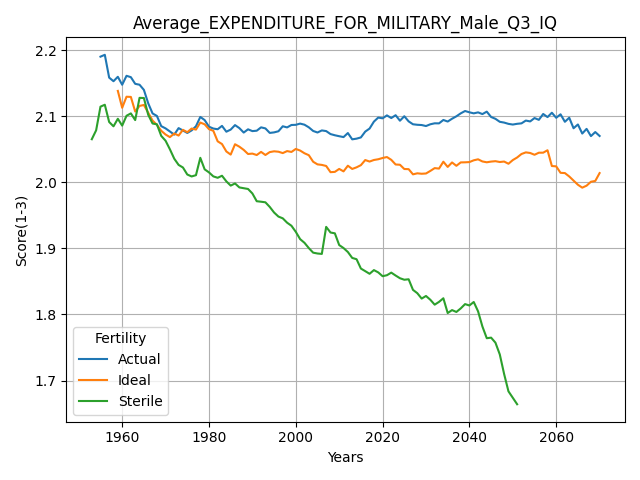 Average_EXPENDITURE_FOR_MILITARY_Male_Q3_IQ
2.2
2.1
2.0
1.9
1.8
1.7
Score(1-3)
Fertility
Actual
Ideal
Sterile
1960 1980 2000 2020 2040 2060
Years